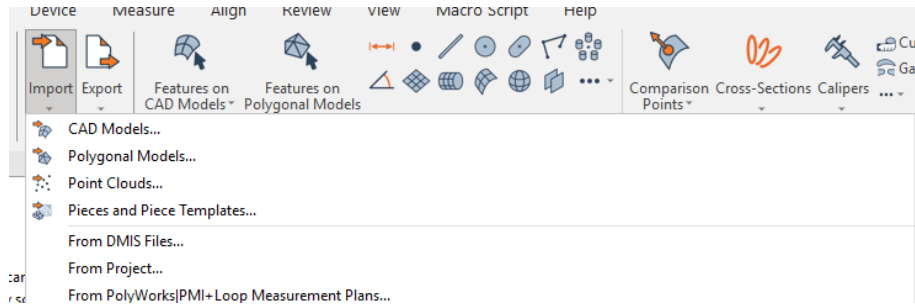 Device Measure Align Review View Macro Script Help
Import Export Features on CAD Models Features on Polygonal Models Comparison Points Cross-Sections Calipers
CAD Models...
Polygonal Models...
Point Clouds...
Pieces and Piece Templates...
From DMIS Files...
From Project...
From PolyWorks|PMI+Loop Measurement Plans...